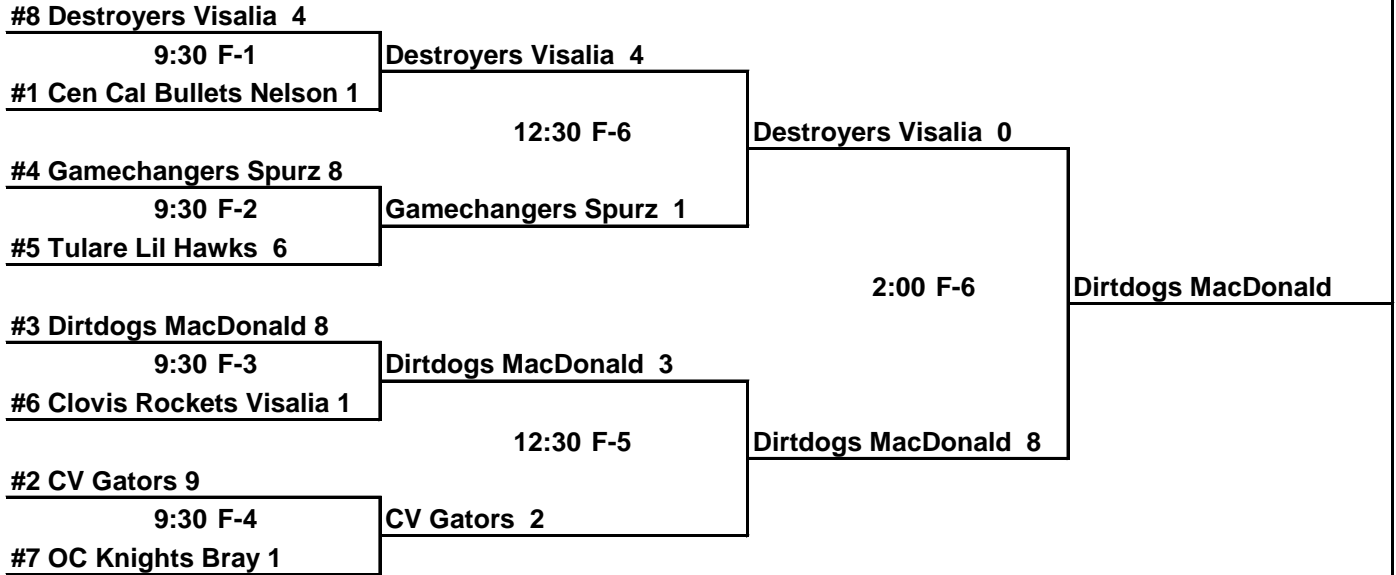 #8 Destroyers Visalia 4
9:30 F-1
Destroyers Visalia 4
#1 Cen Cal Bullets Nelson 1
12:30 F-6
Destroyers Visalia 0
#4 Gamechangers Spurz 8
9:30 F-2
Gamechangers Spurz 1
#5 Tulare Lil Hawks 6
2:00 F-6
Dirtdogs MacDonald
#3 Dirtdogs MacDonald 8
9:30 F-3
Dirtdogs MacDonald 3
#6 Clovis Rockets Visalia 1
12:30 F-5
Dirtdogs MacDonald 8
#2 CV Gators 9
9:30 F-4
CV Gators 2
#7 OC Knights Bray 1